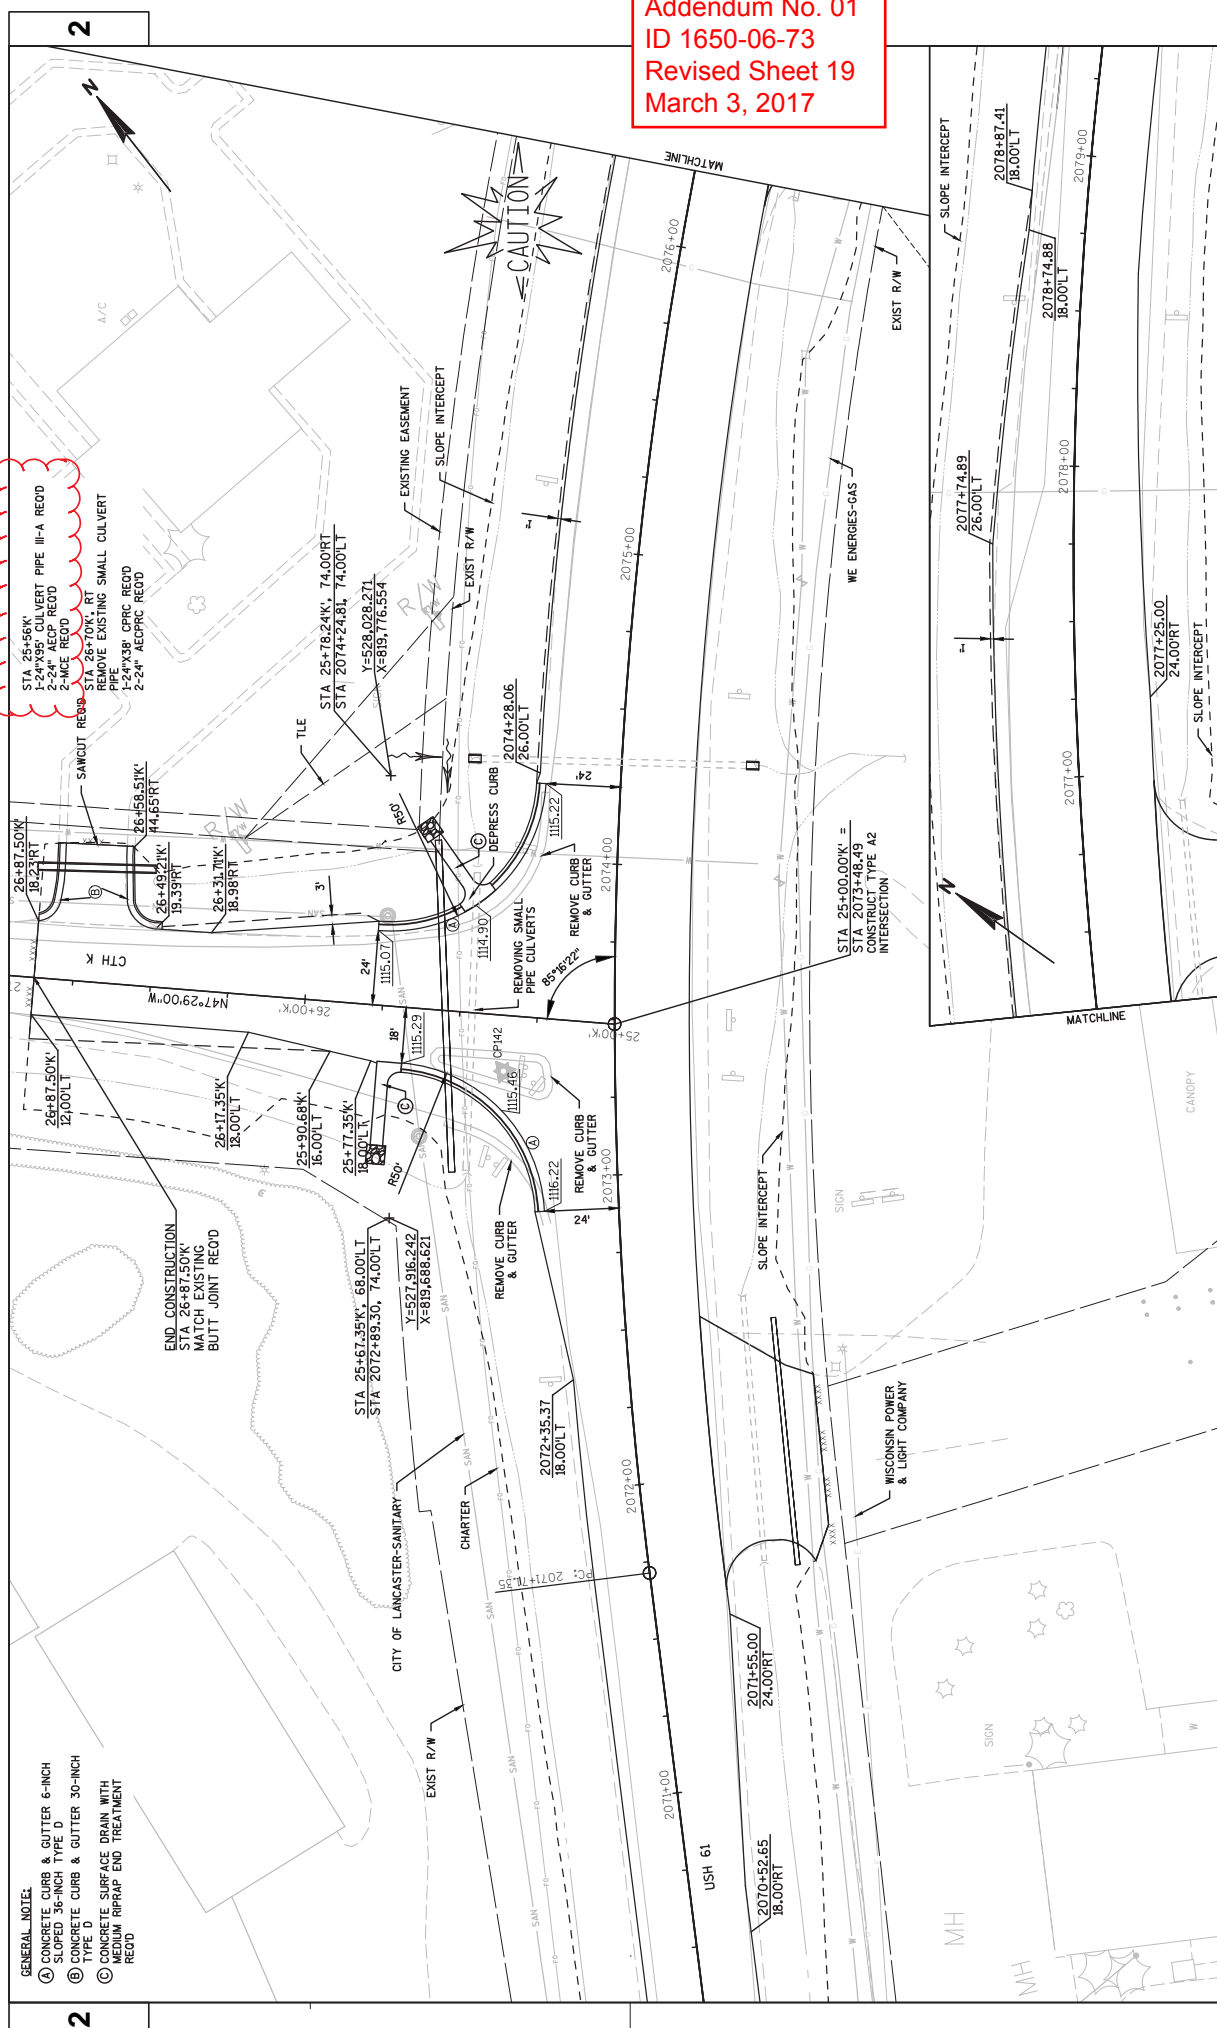 2
Addendum No. 01
ID 1650-06-73
Revised Sheet 19
March 3, 2017
N
STA 25+56'K'
1-24"X95' CULVERT PIPE III-A REQ'D
2-24" AECP REQ'D
2-MCE REQ'D
STA 26+70'K', RT
REMOVE EXISTING SMALL CULVERT
PIPE
1-24"X38' CPRC REQ'D
2-24" AECPRC REQ'D
SAWCUT REQ'D
26+87.50'K'
18.23'RT
B
26+58.51'K'
44.65'RT
26+49.21'K'
19.39'RT
26+31.71'K'
18.98'RT
3'
CTH K
N47°29'00"W
26+00'K'
25+00'K'
24'
18'
1115.07
1115.29
1114.90
A
C
TLE
R/W
R/W
A/C
STA 25+78.24'K', 74.00'RT
STA 2074+24.81, 74.00'LT
Y=528,028.271
X=819,776.554
R50'
DEPRESS CURB
2074+28.06
26.00'LT
24'
1115.22
REMOVE CURB
& GUTTER
REMOVING SMALL
PIPE CULVERTS
85°16'22"
EXISTING EASEMENT
SLOPE INTERCEPT
EXIST R/W
<CAUTION>
1'
MATCHLINE
2076+00
2075+00
2074+00
2073+00
2072+00
2071+00
EXIST R/W
WE ENERGIES-GAS
STA 25+00.00'K' =
STA 2073+48.49
CONSTRUCT TYPE A2
INTERSECTION
26+87.50'K'
12.00'LT
26+17.35'K'
18.00'LT
25+90.68'K'
16.00'LT
25+77.35'K'
18.00'LT
C
R50'
CP142
1115.46
A
1116.22
REMOVE CURB
& GUTTER
24'
REMOVE CURB
& GUTTER
END CONSTRUCTION
STA 26+87.50'K'
MATCH EXISTING
BUTT JOINT REQ'D
STA 25+67.35'K', 68.00'LT
STA 2072+89.30, 74.00'LT
Y=527,916.242
X=819,688.621
2072+35.37
18.00'LT
CITY OF LANCASTER-SANITARY
CHARTER
EXIST R/W
PC: 2071+71.55
SLOPE INTERCEPT
SIGN
CANOPY
WISCONSIN POWER
& LIGHT COMPANY
2071+55.00
24.00'RT
2070+52.65
18.00'RT
USH 61
SIGN
MH
MH
GENERAL NOTE:
A CONCRETE CURB & GUTTER 6-INCH
SLOPED 36-INCH TYPE D
B CONCRETE CURB & GUTTER 30-INCH
TYPE D
C CONCRETE SURFACE DRAIN WITH
MEDIUM RIPRAP END TREATMENT
REQ'D
SLOPE INTERCEPT
2078+87.41
18.00'LT
2079+00
2078+74.88
18.00'LT
2078+00
2077+74.89
26.00'LT
1'
2077+25.00
24.00'RT
SLOPE INTERCEPT
2077+00
N
MATCHLINE
2